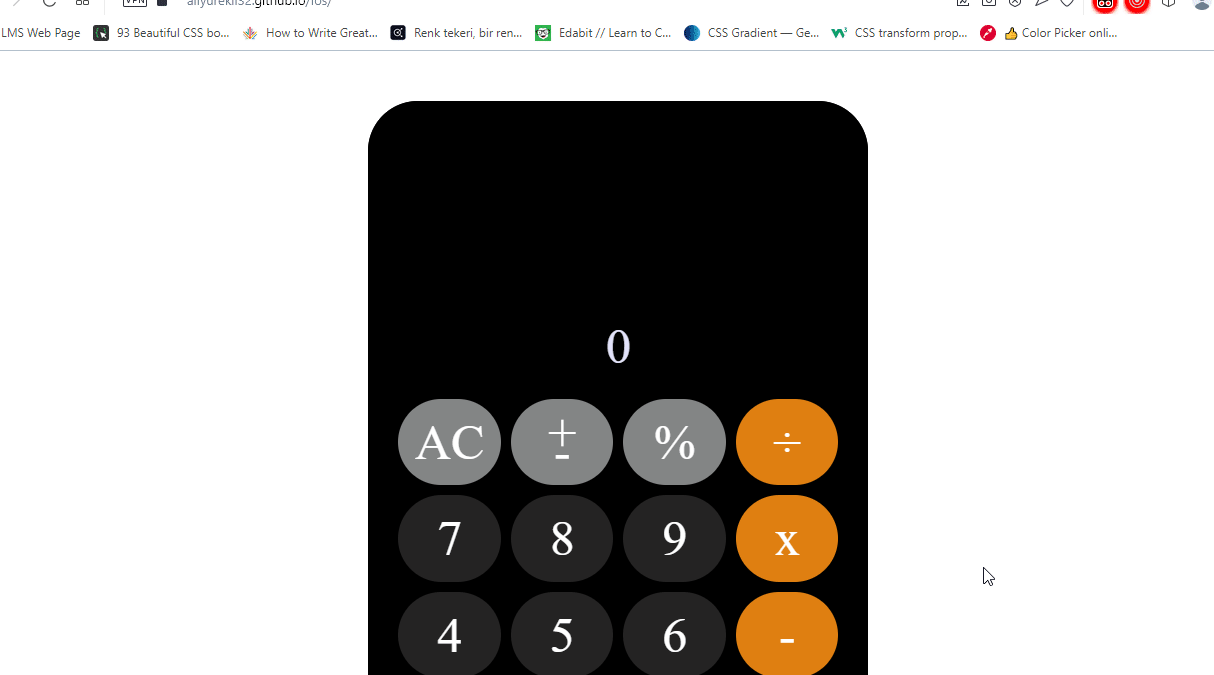 VPN aliyurekli32.github.io/ios/
LMS Web Page 93 Beautiful CSS bo... How to Write Great... Renk tekeri, bir ren... Edabit // Learn to C... CSS Gradient — Ge... CSS transform prop... 👍 Color Picker onli...
0
AC + - % ÷
7 8 9 x
4 5 6 -